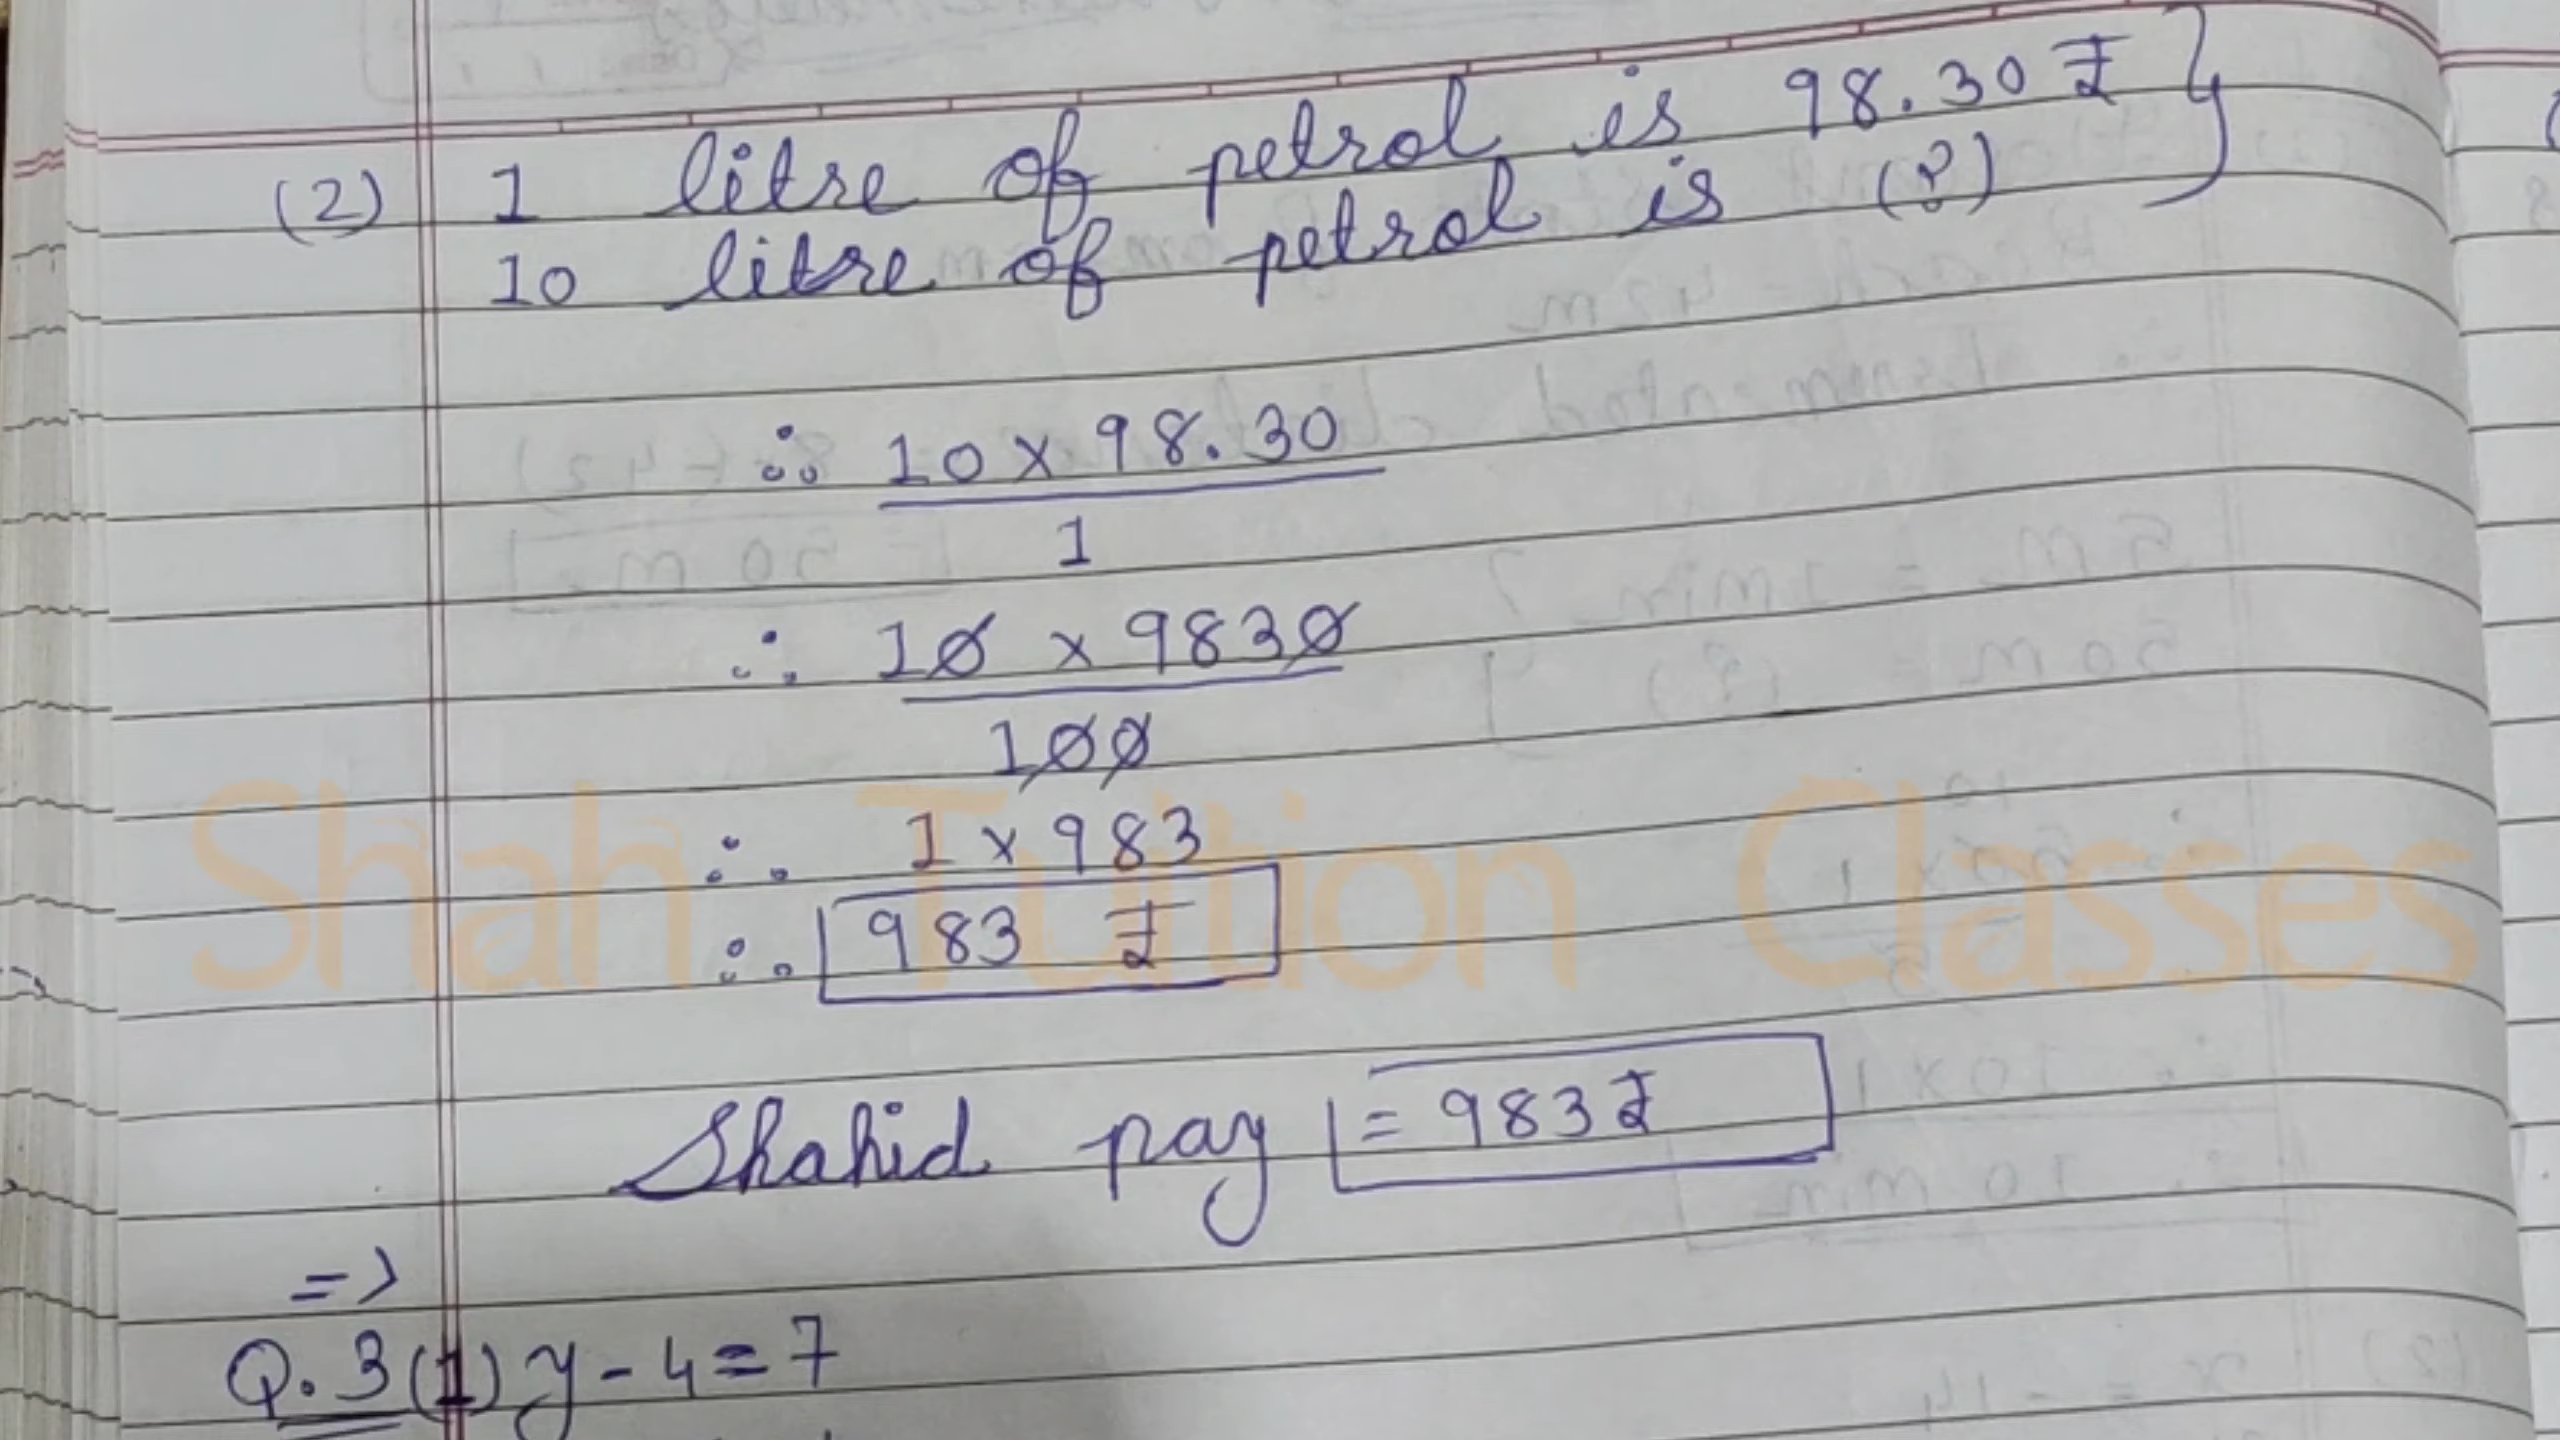 (2) 1 litre of petrol is 98.30 ₹
10 litre of petrol is (?)
∴ 10 x 98.30
1
∴ 10 x 9830
100
∴ 1 x 983
∴ 983 ₹
Shah Tuition Classes
Shahid pay = 983 ₹
=>
Q.3 (1) y - 4 = 7